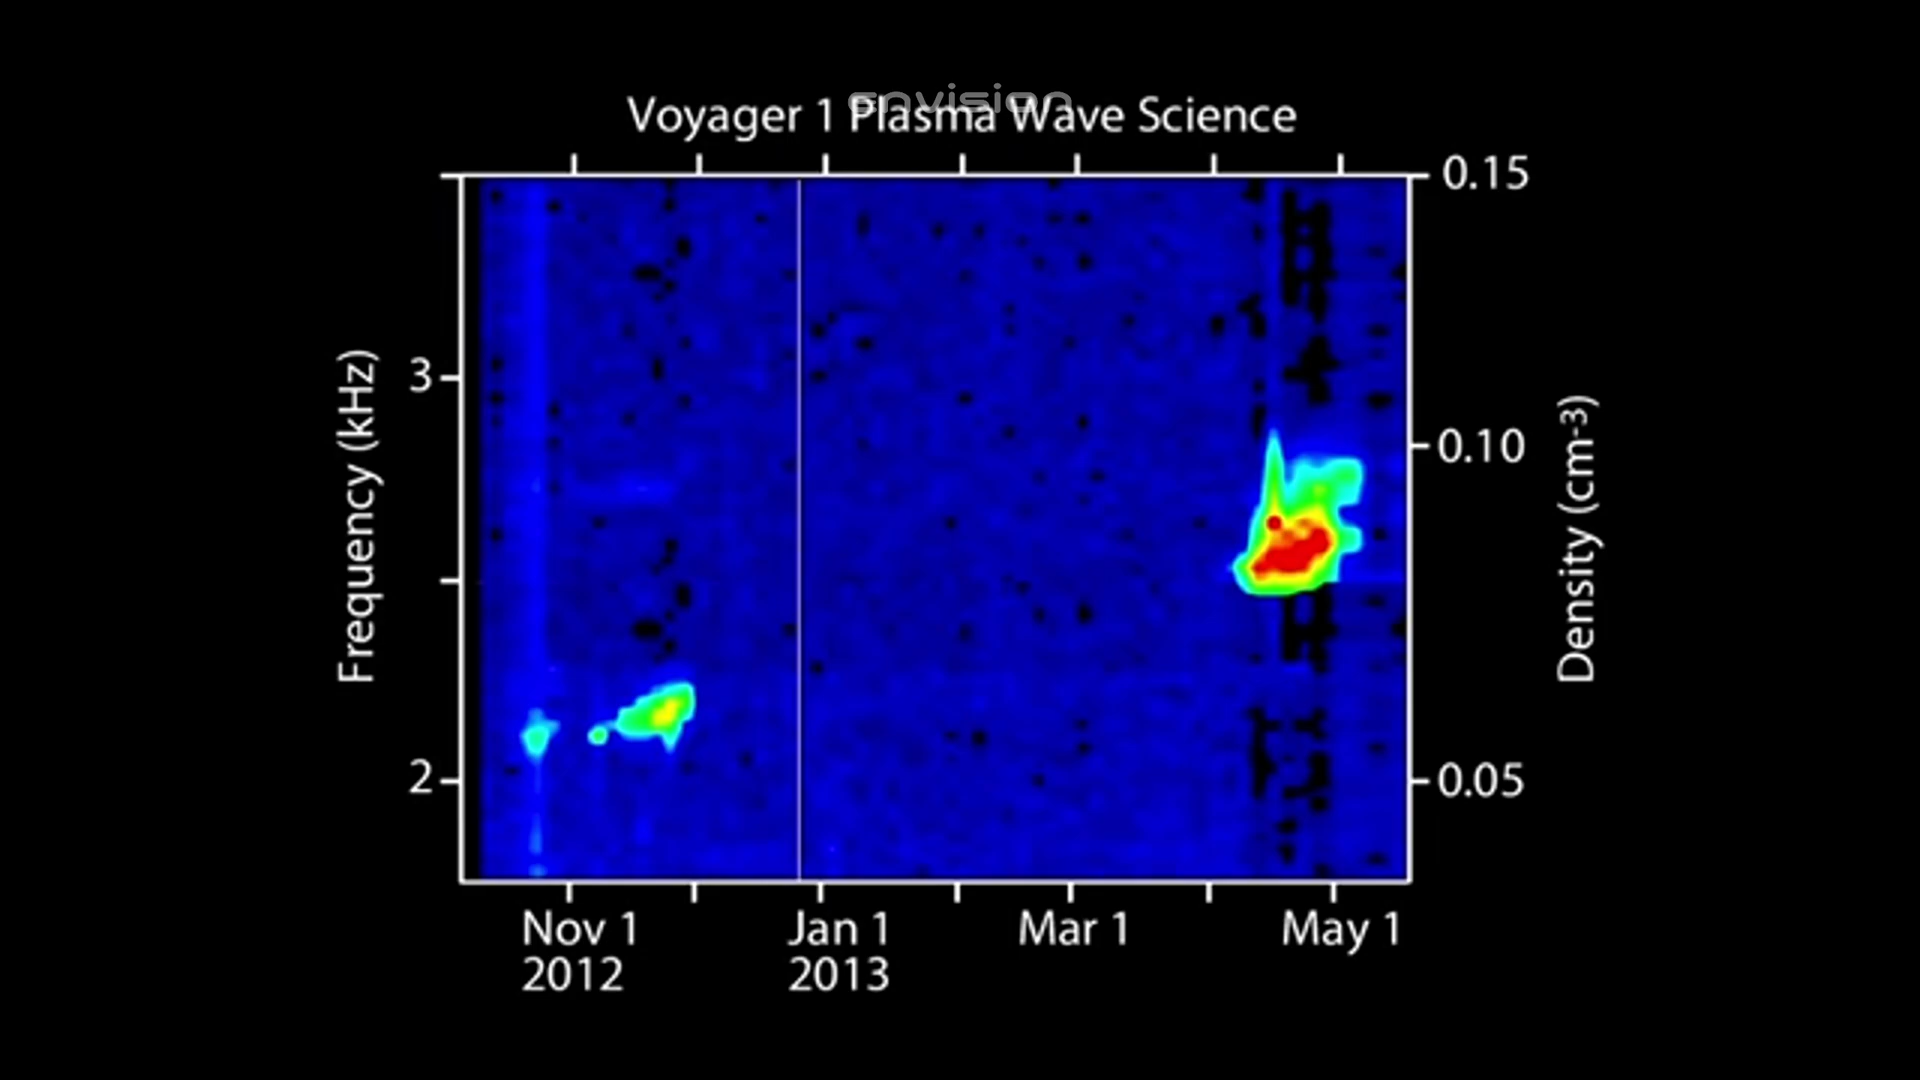 envision
Voyager 1 Plasma Wave Science
0.15
3
0.10
Frequency (kHz)
Density (cm-3)
2
0.05
Nov 1
2012
Jan 1
2013
Mar 1
May 1